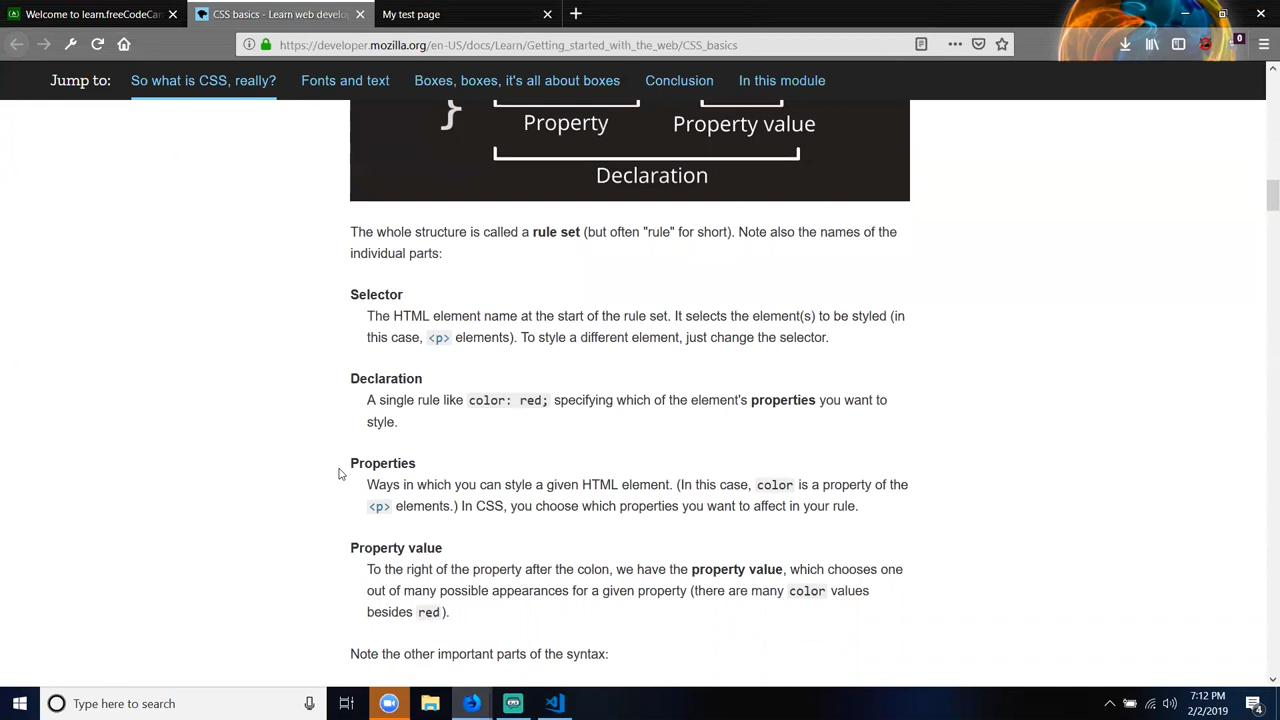 Welcome to learn.freeCodeCan
CSS basics - Learn web develo
My test page
https://developer.mozilla.org/en-US/docs/Learn/Getting_started_with_the_web/CSS_basics
0
Jump to:
So what is CSS, really?
Fonts and text
Boxes, boxes, it's all about boxes
Conclusion
In this module
}
Property
Property value
Declaration
The whole structure is called a rule set (but often "rule" for short). Note also the names of the
individual parts:
Selector
The HTML element name at the start of the rule set. It selects the element(s) to be styled (in
this case, <p> elements). To style a different element, just change the selector.
Declaration
A single rule like color: red; specifying which of the element's properties you want to
style.
Properties
Ways in which you can style a given HTML element. (In this case, color is a property of the
<p> elements.) In CSS, you choose which properties you want to affect in your rule.
Property value
To the right of the property after the colon, we have the property value, which chooses one
out of many possible appearances for a given property (there are many color values
besides red).
Note the other important parts of the syntax:
Type here to search
7:12 PM
2/2/2019
4